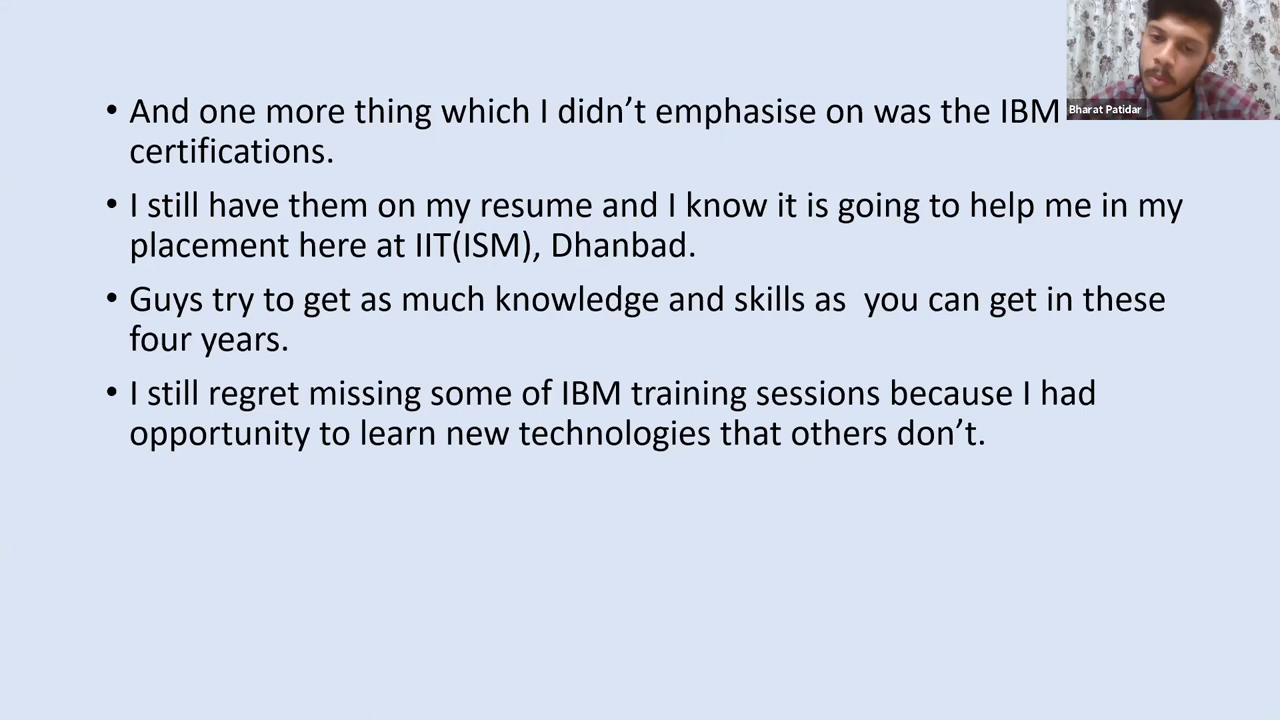 • And one more thing which I didn’t emphasise on was the IBM
certifications.
• I still have them on my resume and I know it is going to help me in my
placement here at IIT(ISM), Dhanbad.
• Guys try to get as much knowledge and skills as  you can get in these
four years.
• I still regret missing some of IBM training sessions because I had
opportunity to learn new technologies that others don’t.
Bharat Patidar